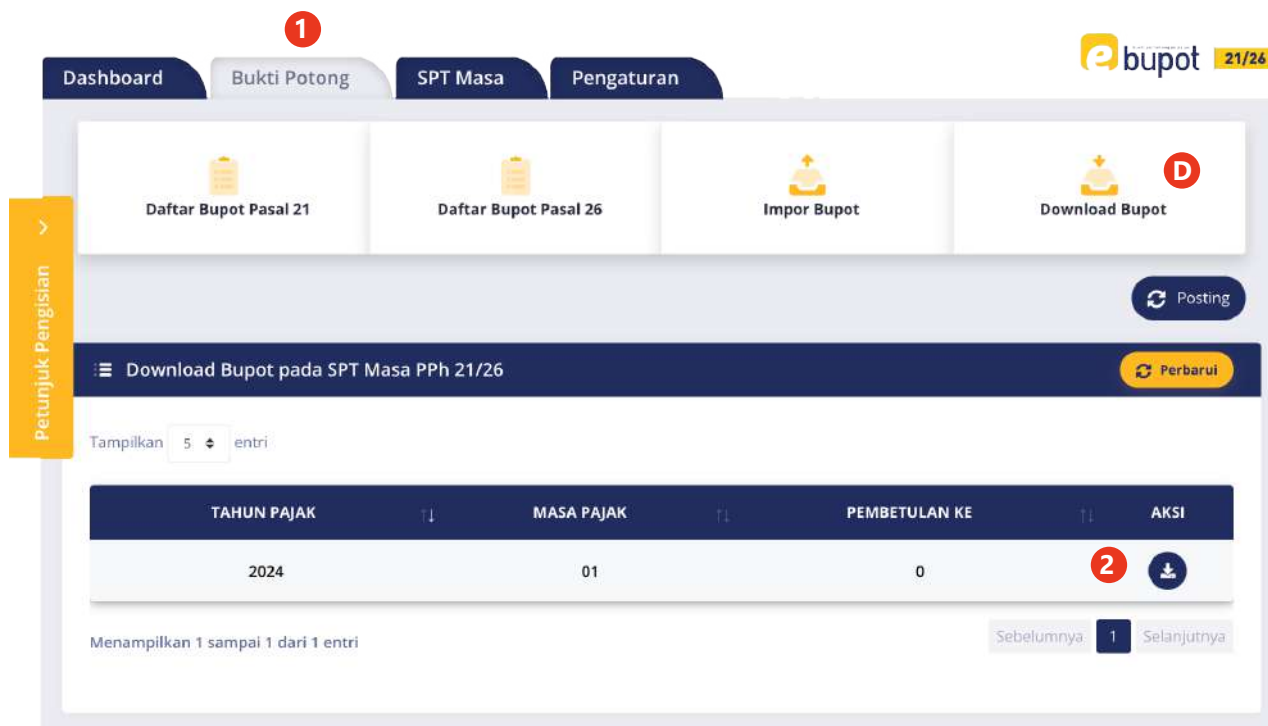 1
Dashboard Bukti Potong SPT Masa Pengaturan
e bupot 21/26
D
Daftar Bupot Pasal 21 Daftar Bupot Pasal 26 Impor Bupot Download Bupot
Petunjuk Pengisian
Posting
Download Bupot pada SPT Masa PPh 21/26 Perbarui
Tampilkan 5 entri
TAHUN PAJAK MASA PAJAK PEMBETULAN KE AKSI
2024 01 0 2
Menampilkan 1 sampai 1 dari 1 entri Sebelumnya 1 Selanjutnya